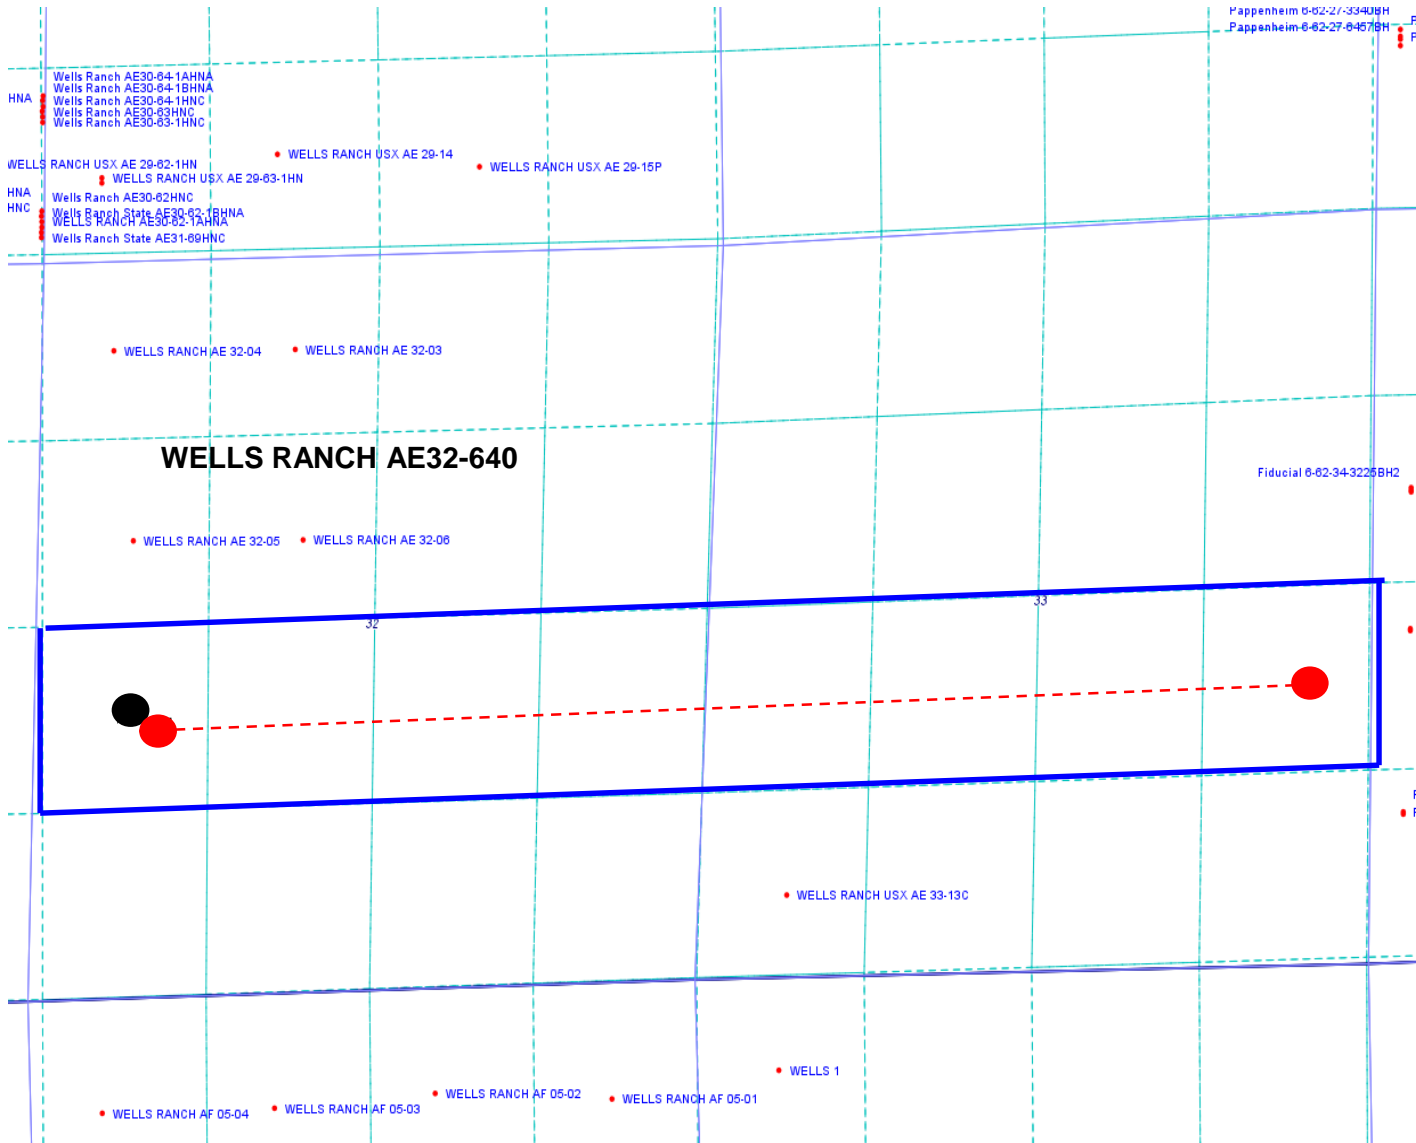 Pappenheim 6-62-27-3340BH
Pappenheim 6-62-27-6457BH
Wells Ranch AE30-64-1AHNA
Wells Ranch AE30-64-1BHNA
HNA
Wells Ranch AE30-64-1HNC
Wells Ranch AE30-63HNC
Wells Ranch AE30-63-1HNC
WELLS RANCH USX AE 29-14
WELLS RANCH USX AE 29-62-1HN
WELLS RANCH USX AE 29-15P
WELLS RANCH USX AE 29-63-1HN
HNA
Wells Ranch AE30-62HNC
HNC
Wells Ranch State AE30-62-1BHNA
WELLS RANCH AE30-62-1AHNA
Wells Ranch State AE31-69HNC
WELLS RANCH AE 32-04
WELLS RANCH AE 32-03
WELLS RANCH AE32-640
Fiducial 6-62-34-3225BH2
WELLS RANCH AE 32-05
WELLS RANCH AE 32-06
33
32
WELLS RANCH USX AE 33-13C
WELLS 1
WELLS RANCH AF 05-02
WELLS RANCH AF 05-01
WELLS RANCH AF 05-03
WELLS RANCH AF 05-04